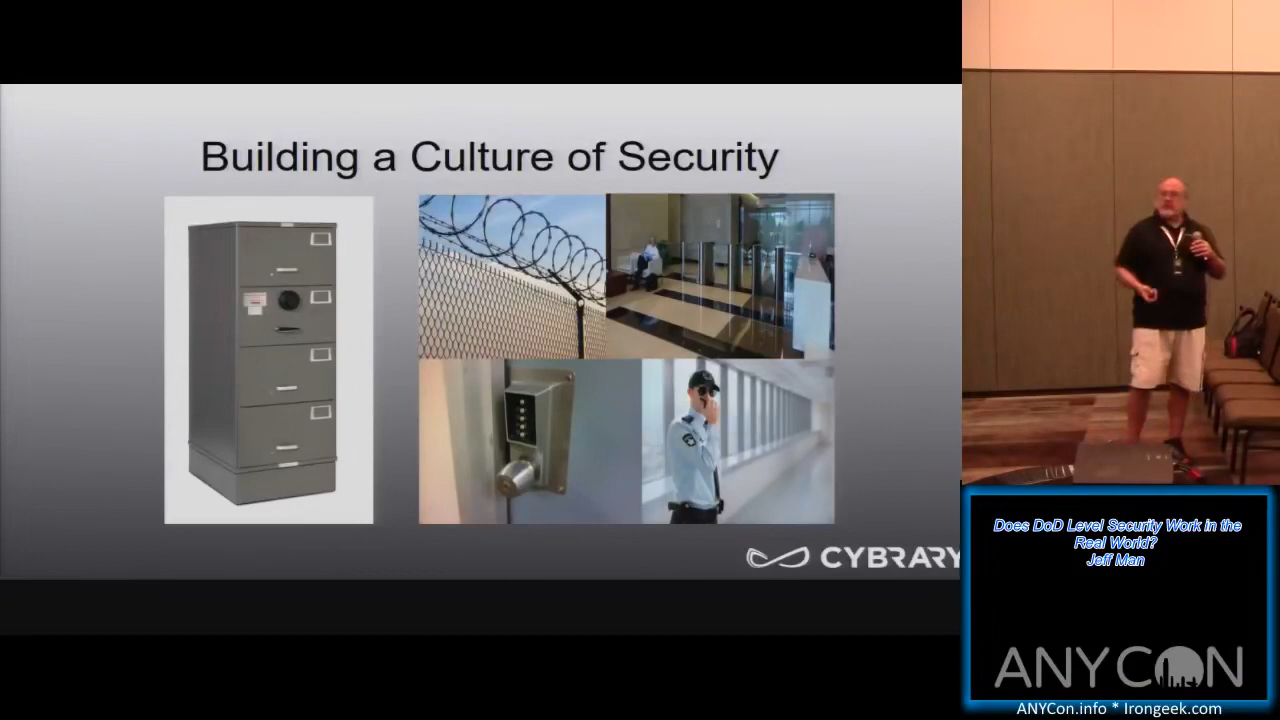 Building a Culture of Security
CYBRARY
Does DoD Level Security Work in the
Real World?
Jeff Man
ANYCON
ANYCon.info * Irongeek.com